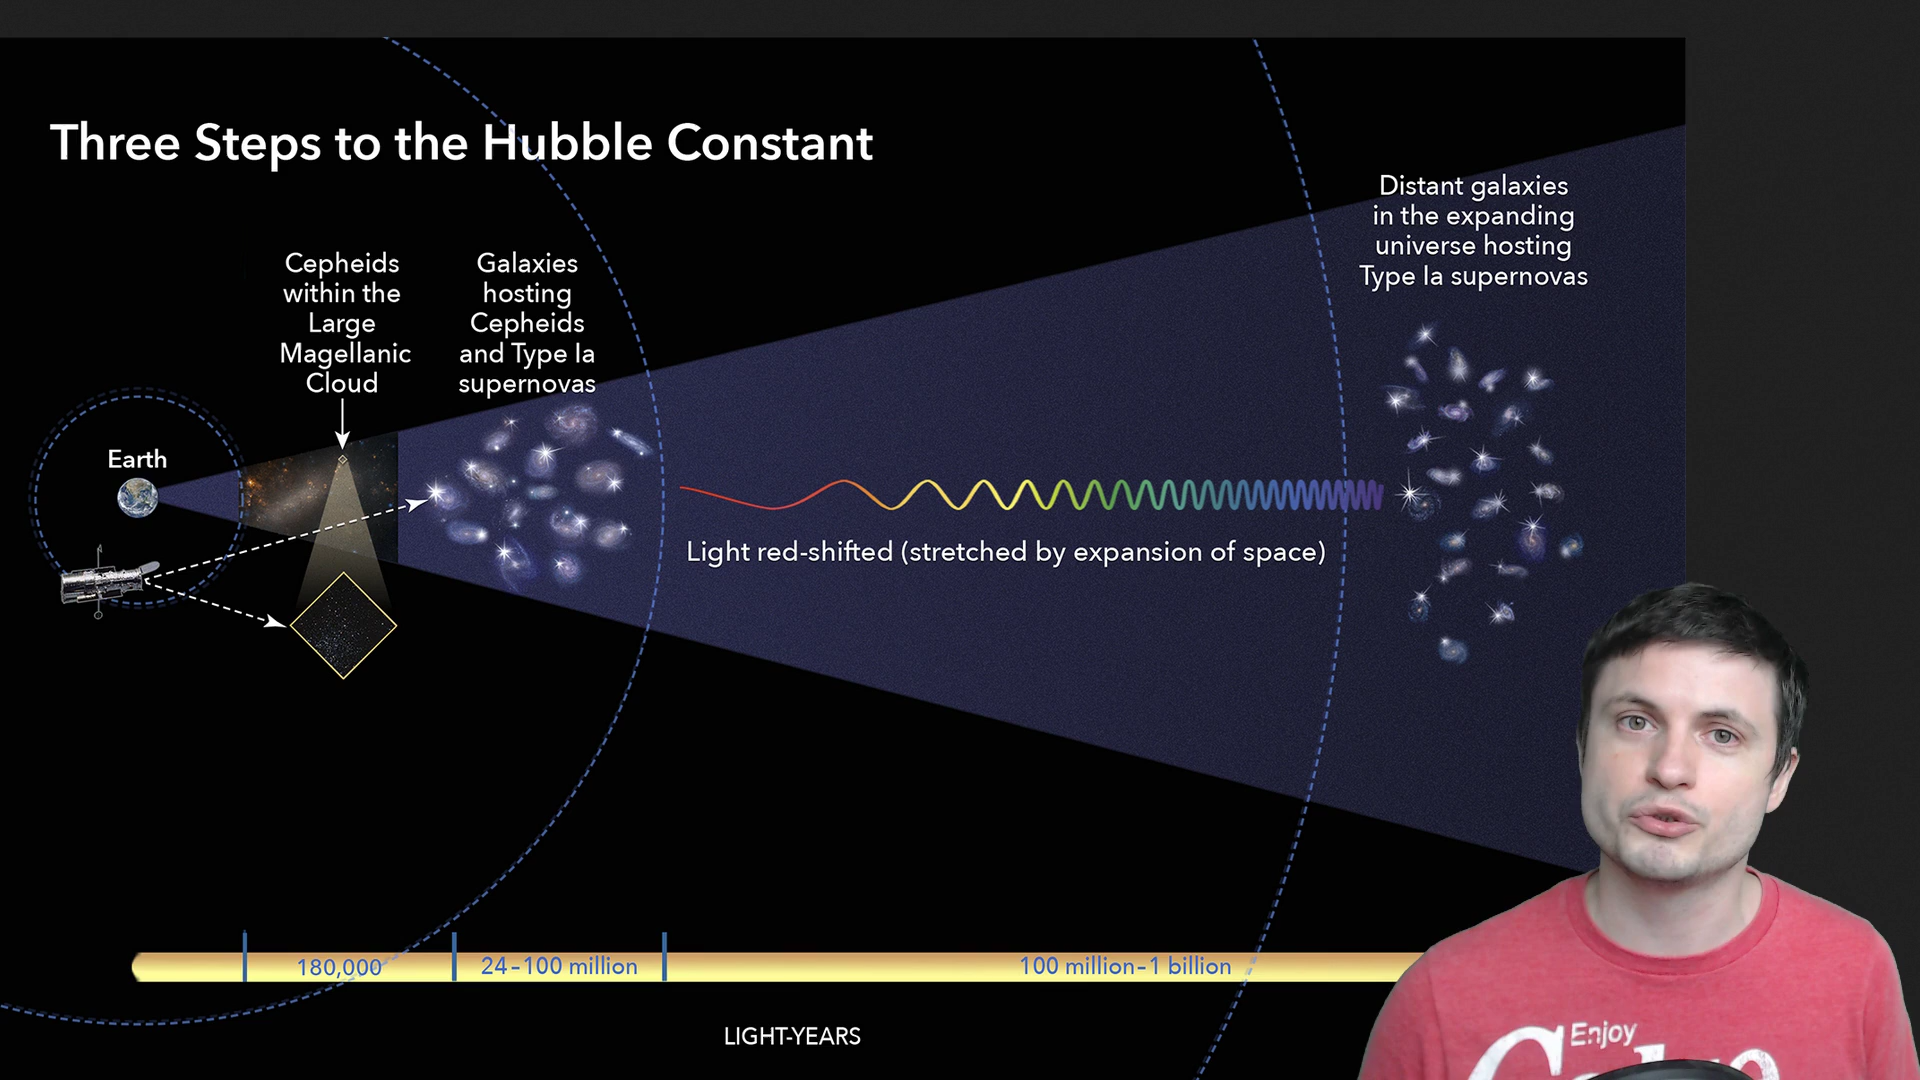 Three Steps to the Hubble Constant
Distant galaxies
in the expanding
universe hosting
Type Ia supernovas
Cepheids
within the
Large
Magellanic
Cloud
Galaxies
hosting
Cepheids
and Type Ia
supernovas
Earth
Light red-shifted (stretched by expansion of space)
180,000
24–100 million
100 million–1 billion
LIGHT-YEARS
Enjoy